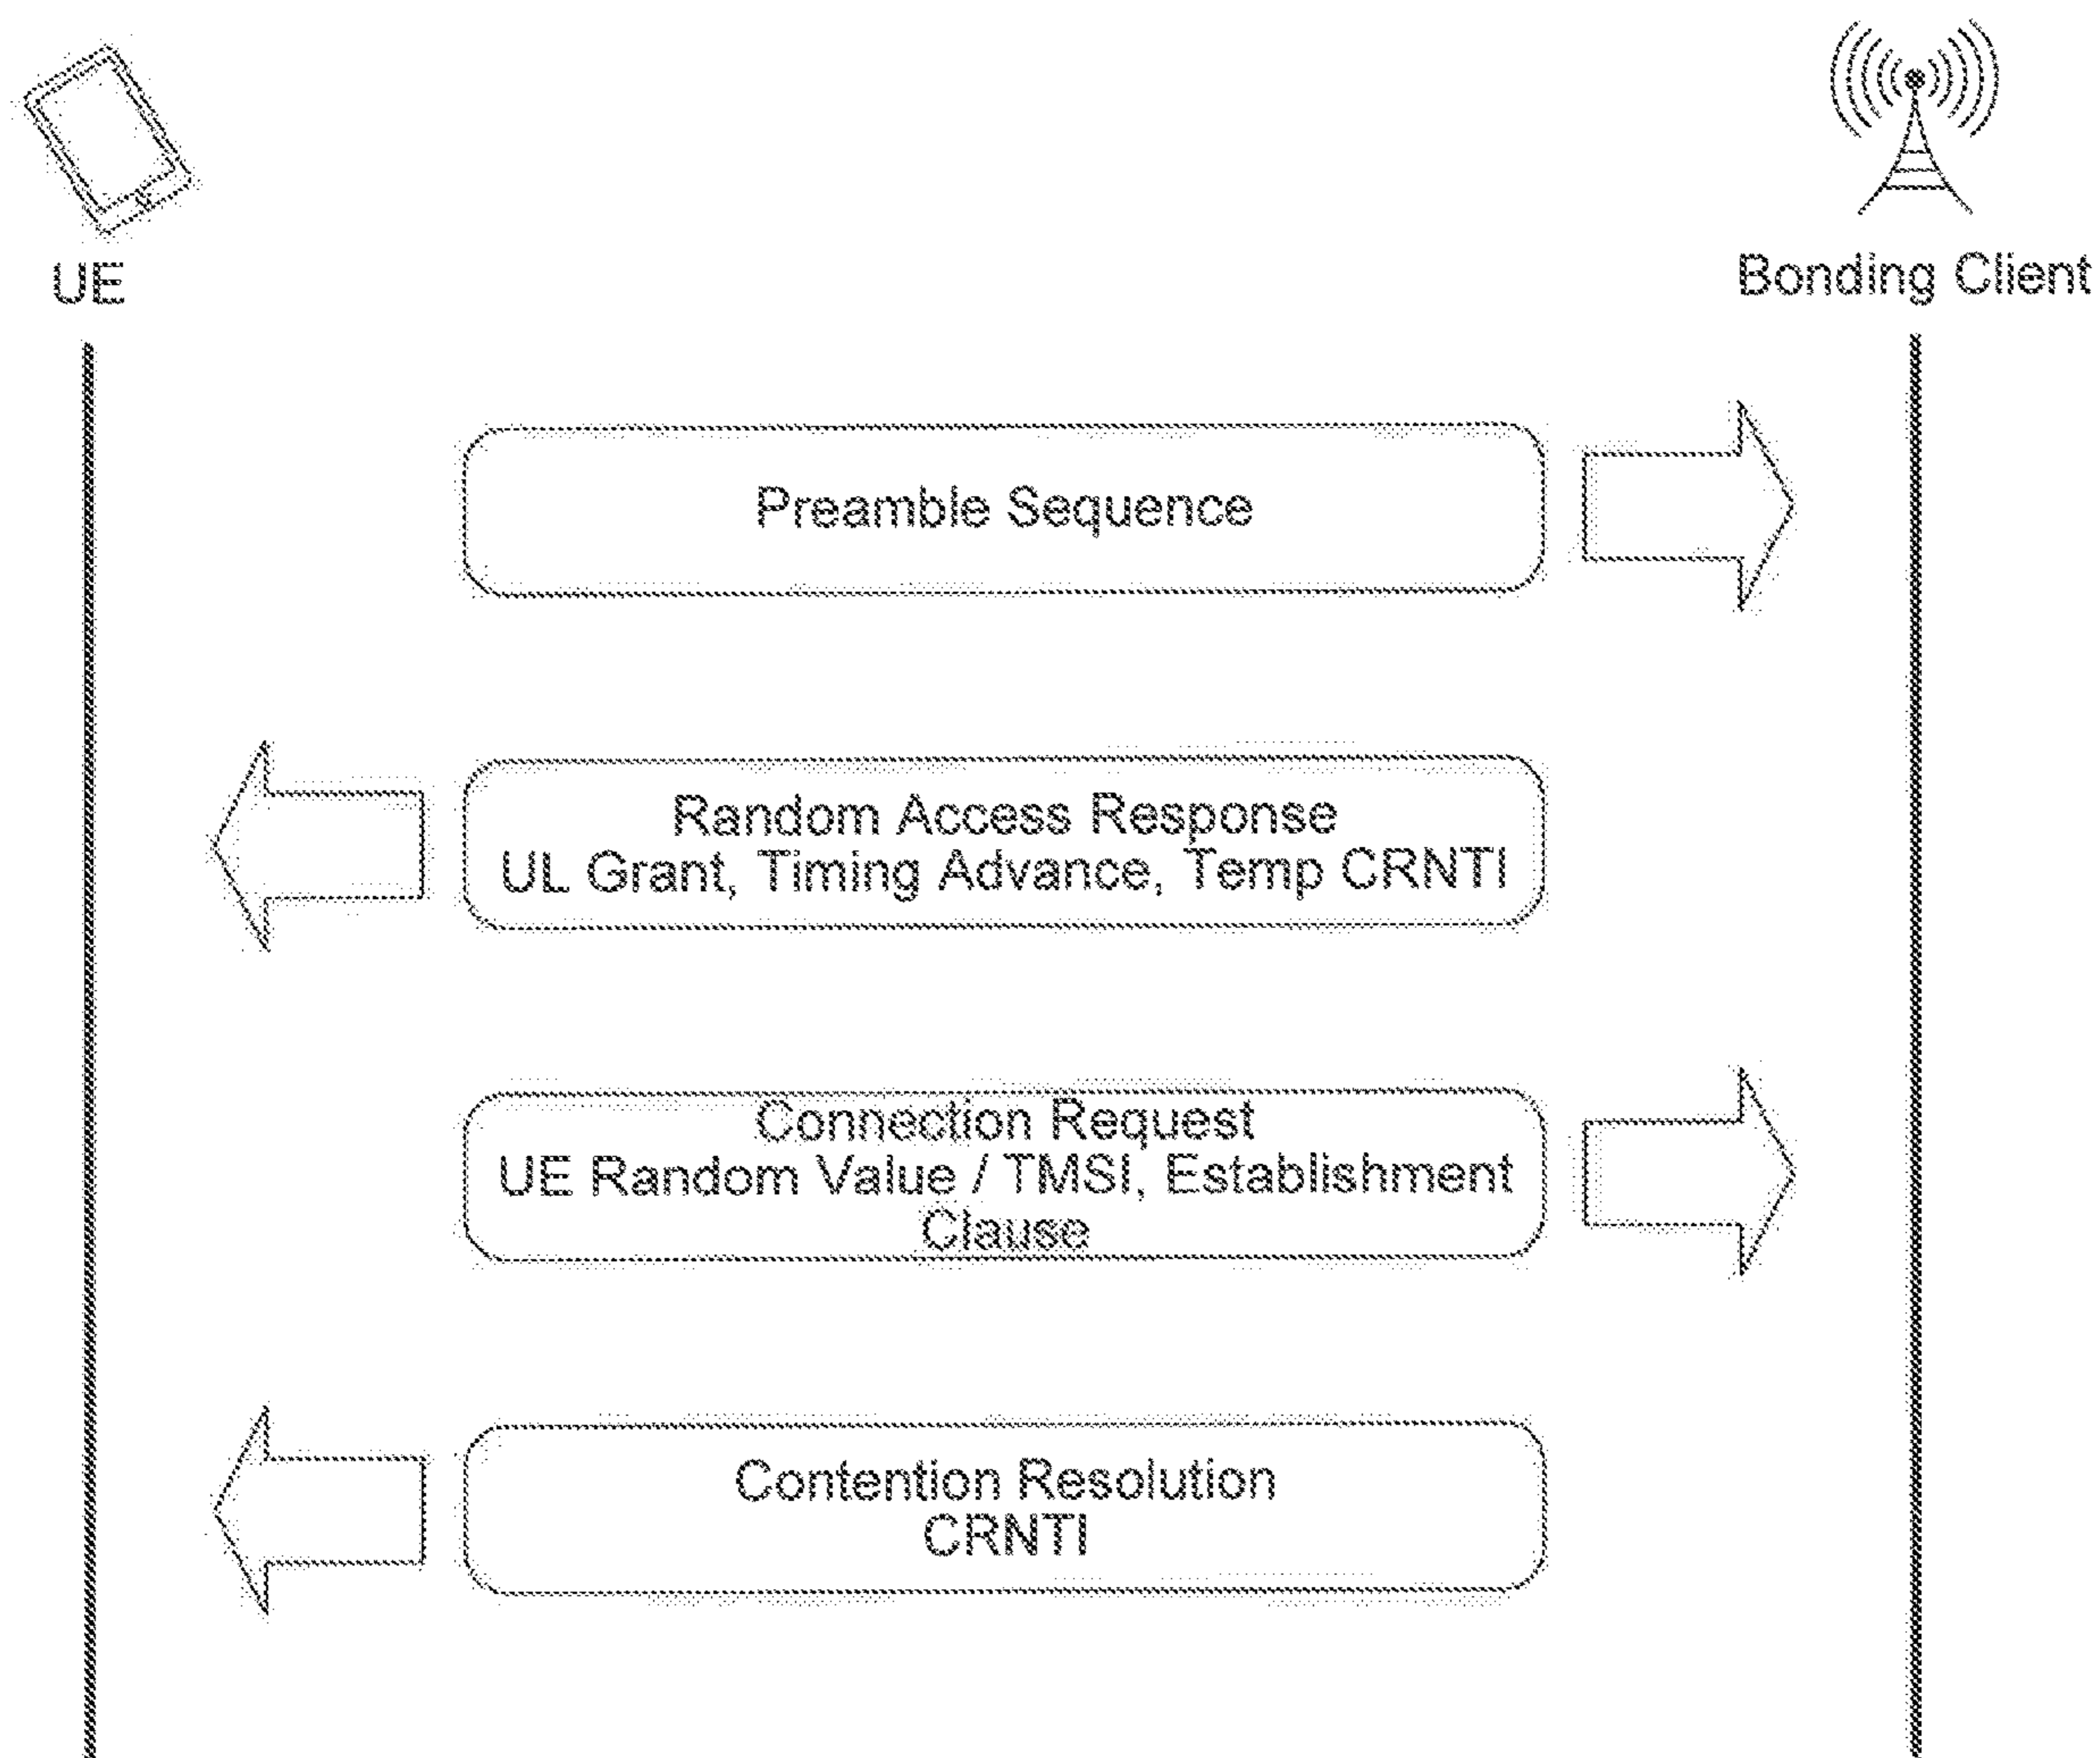 UE
Bonding Client
Preamble Sequence
Random Access Response
UL Grant, Timing Advance, Temp CRNTI
Connection Request
UE Random Value / TMSI, Establishment
Clause
Contention Resolution
CRNTI